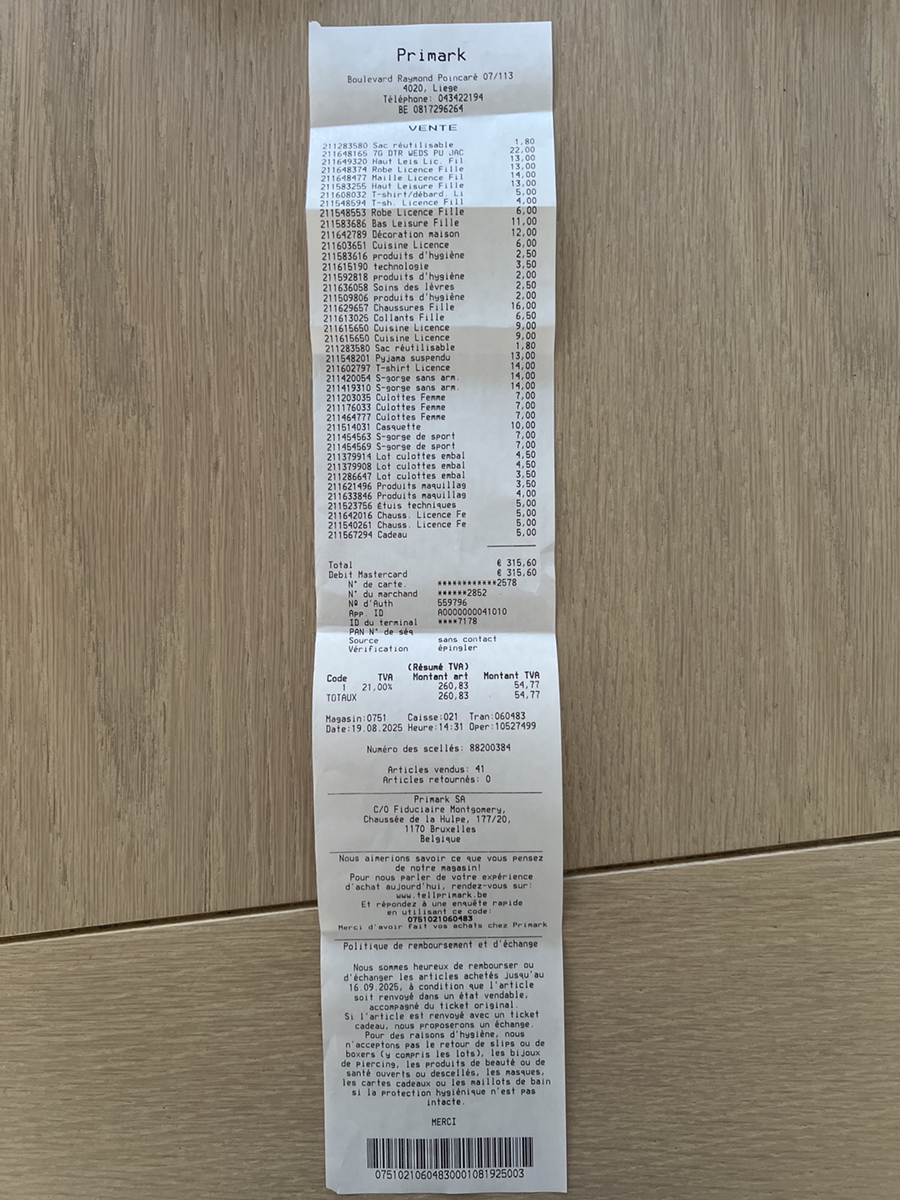 Primark
Boulevard Raymond Poincaré 07/113
4020, Liege
Téléphone: 043422194
BE 0817296264
VENTE
211283580 Sac réutilisable 1,80
211648165 7G DTR WEDS PU JAC 22,00
211649320 Haut Leis Lic. Fil 13,00
211648374 Robe Licence Fille 13,00
211648477 Maille Licence Fil 14,00
211583255 Haut Leisure Fille 13,00
211608032 T-shirt/débard. Li 5,00
211548594 T-sh. Licence Fill 4,00
211548553 Robe Licence Fille 6,00
211583686 Bas Leisure Fille 11,00
211642789 Décoration maison 12,00
211603651 Cuisine Licence 6,00
211583616 produits d'hygiène 2,50
211615190 technologie 3,50
211592818 produits d'hygiène 2,00
211636058 Soins des lèvres 2,50
211509806 produits d'hygiène 2,00
211629657 Chaussures Fille 16,00
211613025 Collants Fille 6,50
211615650 Cuisine Licence 9,00
211615650 Cuisine Licence 9,00
211283580 Sac réutilisable 1,80
211548201 Pyjama suspendu 13,00
211602797 T-shirt Licence 14,00
211420054 S-gorge sans arm. 14,00
211419310 S-gorge sans arm. 14,00
211203035 Culottes Femme 7,00
211176033 Culottes Femme 7,00
211464777 Culottes Femme 7,00
211514031 Casquette 10,00
211454563 S-gorge de sport 7,00
211454569 S-gorge de sport 7,00
211379914 Lot culottes embal 4,50
211379908 Lot culottes embal 4,50
211286647 Lot culottes embal 3,50
211621496 Produits maquillag 3,50
211633846 Produits maquillag 4,00
211523756 Étuis techniques 5,00
211642016 Chauss. Licence Fe 5,00
211540261 Chauss. Licence Fe 5,00
211567294 Cadeau 5,00
Total € 315,60
Debit Mastercard € 315,60
N° de carte. ************2578
N° du marchand ******2852
Nº d'Auth 559796
App. ID A0000000041010
ID du terminal ****7178
PAN N° de séq
Source sans contact
Vérification épingler
(Résumé TVA)
Code TVA Montant art Montant TVA
1 21,00% 260,83 54,77
TOTAUX 260,83 54,77
Magasin:0751 Caisse:021 Tran:060483
Date:19.08.2025 Heure:14:31 Oper:10527499
Numéro des scellés: 88200384
Articles vendus: 41
Articles retournés: 0
Primark SA
C/O Fiduciaire Montgomery,
Chaussée de la Hulpe, 177/20,
1170 Bruxelles
Belgique
Nous aimerions savoir ce que vous pensez
de notre magasin!
Pour nous parler de votre expérience
d'achat aujourd'hui, rendez-vous sur:
www.tellprimark.be
Et répondez à une enquête rapide
en utilisant ce code:
0751021060483
Merci d'avoir fait vos achats chez Primark
Politique de remboursement et d'échange
Nous sommes heureux de rembourser ou
d'échanger les articles achetés jusqu'au
16.09.2025, à condition que l'article
soit renvoyé dans un état vendable,
accompagné du ticket original.
Si l'article est renvoyé avec un ticket
cadeau, nous proposerons un échange.
Pour des raisons d'hygiène, nous
n'acceptons pas le retour de slips ou de
boxers (y compris les lots), les bijoux
de piercing, les produits de beauté ou de
santé ouverts ou descellés, les masques,
les cartes cadeaux ou les maillots de bain
si la protection hygiénique n'est pas
intacte.
MERCI
07510210604830001081925003